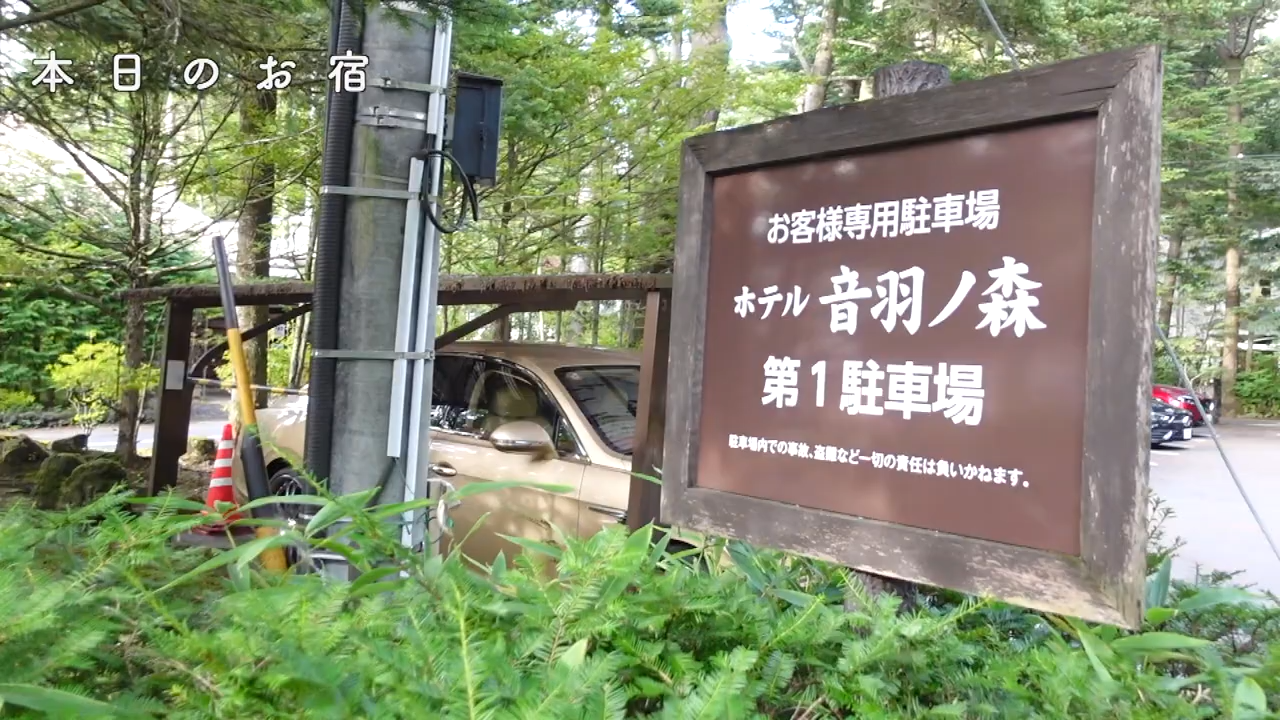 本日のお宿
お客様専用駐車場
ホテル 音羽ノ森
第1駐車場
駐車場内での事故、盗難など一切の責任は負いかねます。